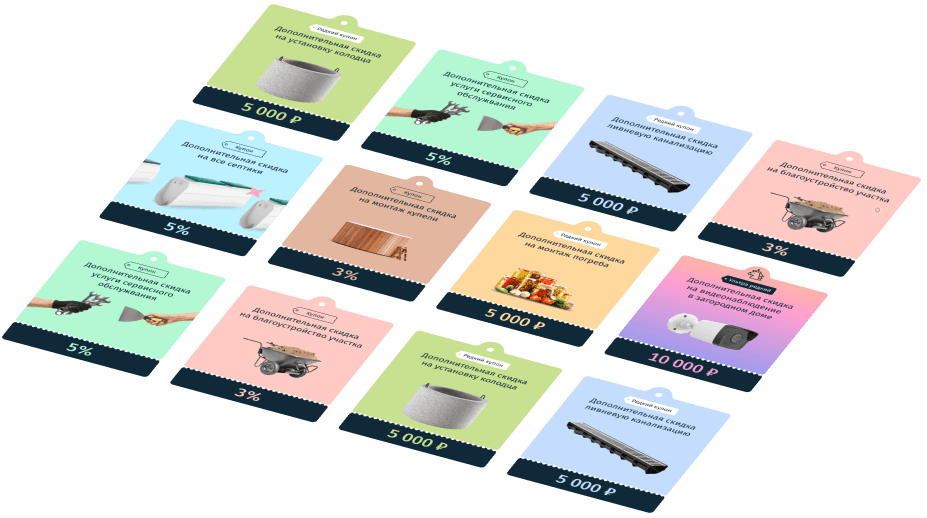 Редкий купон
Дополнительная скидка
на установку колодца
5 000 ₽
Купон
Дополнительная скидка
услуги сервисного
обслуживания
5%
Редкий купон
Дополнительная скидка
ливневую канализацию
5 000 ₽
Купон
Дополнительная скидка
на благоустройство участка
3%
Купон
Дополнительная скидка
на все септики
5%
Купон
Дополнительная скидка
на монтаж купели
3%
Редкий купон
Дополнительная скидка
на монтаж погреба
5 000 ₽
Ультра редкий
Дополнительная скидка
на видеонаблюдение
в загородном доме
10 000 ₽
Купон
Дополнительная скидка
услуги сервисного
обслуживания
5%
Купон
Дополнительная скидка
на благоустройство участка
3%
Редкий купон
Дополнительная скидка
на установку колодца
5 000 ₽
Редкий купон
Дополнительная скидка
ливневую канализацию
5 000 ₽